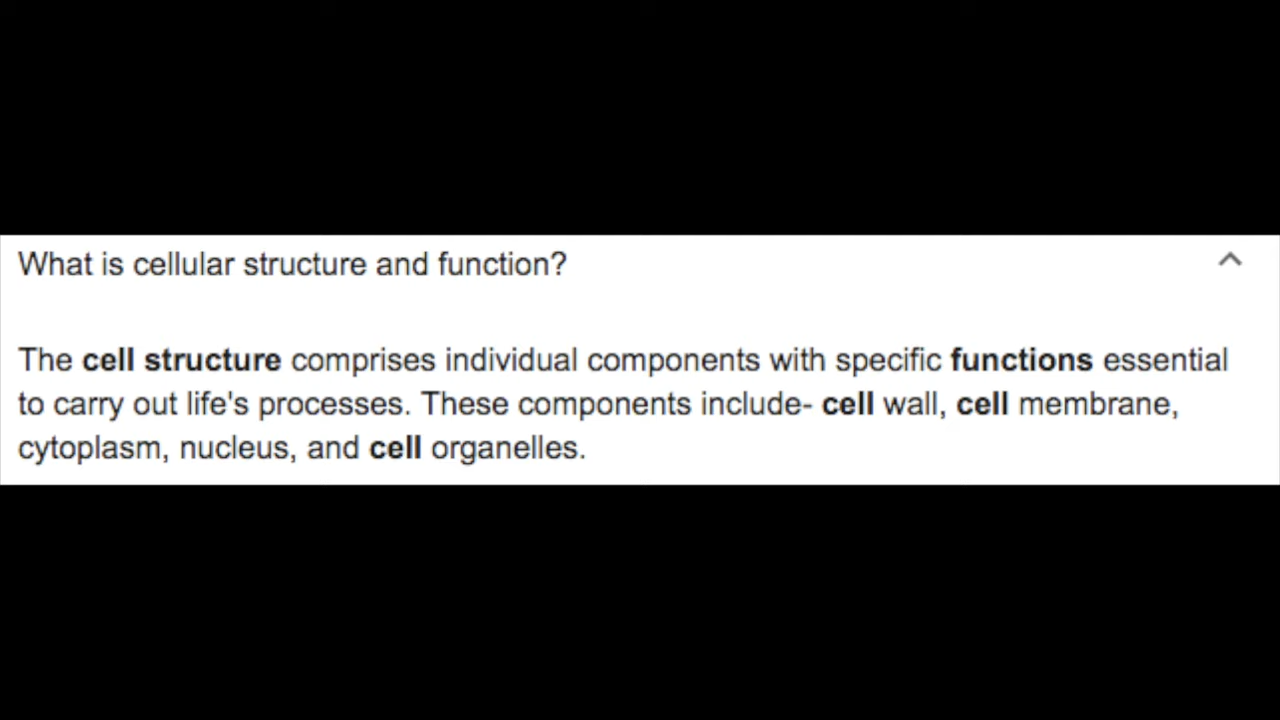 What is cellular structure and function?
The cell structure comprises individual components with specific functions essential
to carry out life's processes. These components include- cell wall, cell membrane,
cytoplasm, nucleus, and cell organelles.